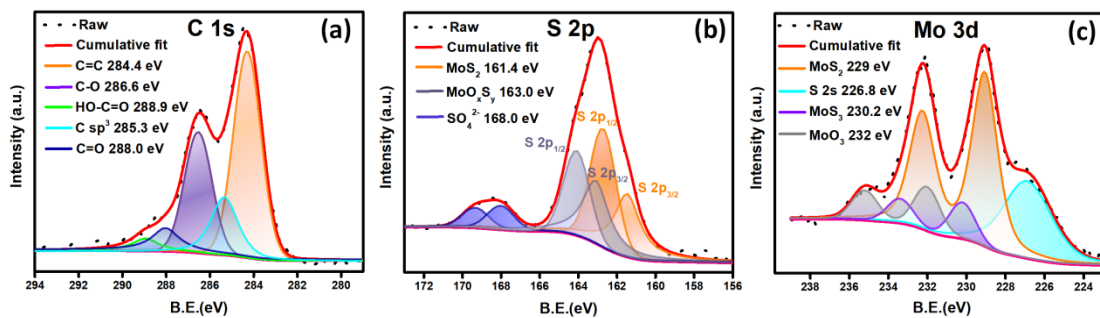 C 1s
(a)
Raw
Cumulative fit
C=C 284.4 eV
C-O 286.6 eV
HO-C=O 288.9 eV
C sp³ 285.3 eV
C=O 288.0 eV
Intensity (a.u.)
294 292 290 288 286 284 282 280
B.E.(eV)
S 2p
(b)
Raw
Cumulative fit
MoS₂ 161.4 eV
MoOₓSᵧ 163.0 eV
SO₄²⁻ 168.0 eV
S 2p₁/₂
S 2p₁/₂
S 2p₃/₂
S 2p₃/₂
Intensity (a.u.)
172 170 168 166 164 162 160 158 156
B.E.(eV)
Mo 3d
(c)
Raw
Cumulative fit
MoS₂ 229 eV
S 2s 226.8 eV
MoS₃ 230.2 eV
MoO₃ 232 eV
Intensity (a.u.)
238 236 234 232 230 228 226 224
B.E.(eV)